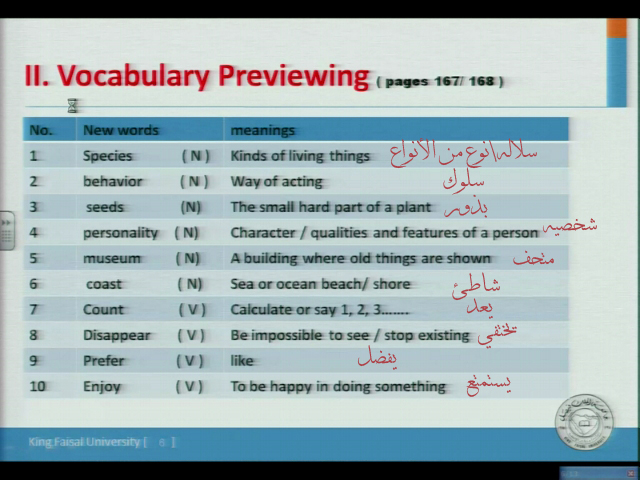 II. Vocabulary Previewing ( pages 167/ 168 )
No. New words meanings
1 Species ( N ) Kinds of living things سلاله\نوع من الأنواع
2 behavior ( N ) Way of acting سلوك
3 seeds (N) The small hard part of a plant بذور
4 personality ( N ) Character / qualities and features of a person شخصيه
5 museum ( N ) A building where old things are shown متحف
6 coast ( N ) Sea or ocean beach/ shore شاطئ
7 Count ( V ) Calculate or say 1, 2, 3....... يعد
8 Disappear ( V ) Be impossible to see / stop existing تختفي
9 Prefer ( V ) like يفضل
10 Enjoy ( V ) To be happy in doing something يستمتع
King Faisal University [ 6 ]